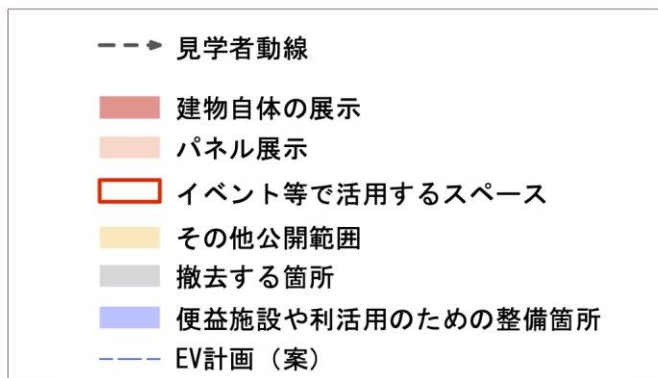 見学者動線
建物自体の展示
パネル展示
イベント等で活用するスペース
その他公開範囲
撤去する箇所
便益施設や利活用のための整備箇所
EV計画（案）